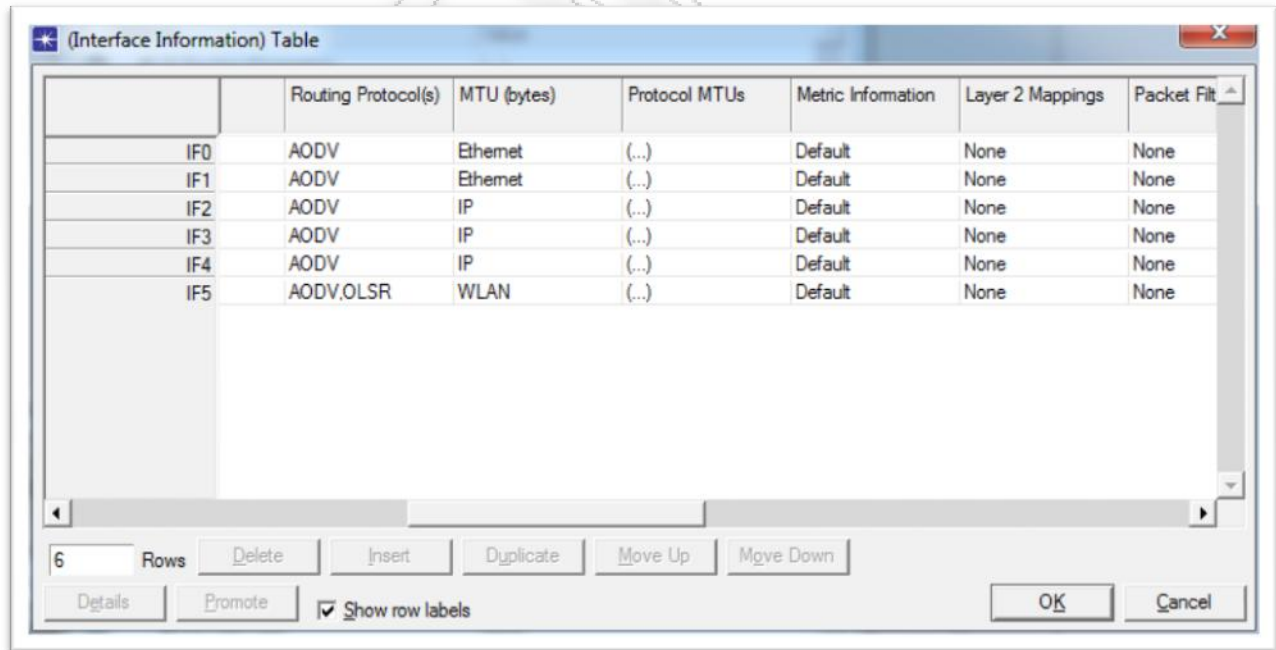 (Interface Information) Table
Routing Protocol(s) MTU (bytes) Protocol MTUs Metric Information Layer 2 Mappings Packet Filt
IF0 AODV Ethernet (...) Default None None
IF1 AODV Ethernet (...) Default None None
IF2 AODV IP (...) Default None None
IF3 AODV IP (...) Default None None
IF4 AODV IP (...) Default None None
IF5 AODV,OLSR WLAN (...) Default None None
6 Rows Delete Insert Duplicate Move Up Move Down
Details Promote Show row labels OK Cancel